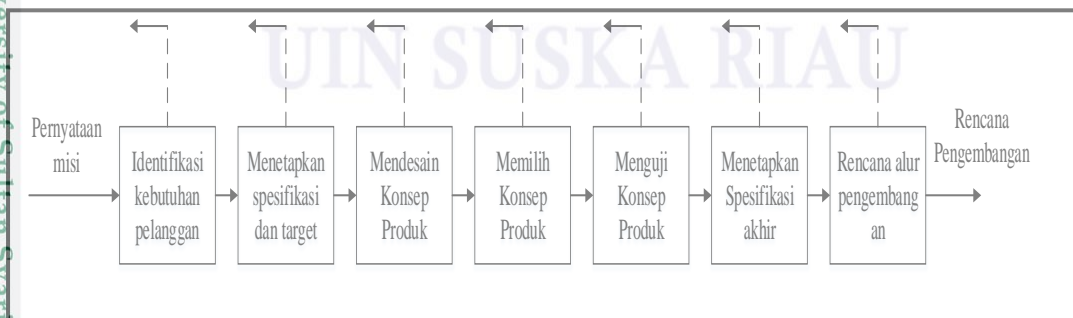 UIN SUSKA RIAU
Pernyataan
misi
Identifikasi
kebutuhan
pelanggan
Menetapkan
spesifikasi
dan target
Mendesain
Konsep
Produk
Memilih
Konsep
Produk
Menguji
Konsep
Produk
Menetapkan
Spesifikasi
akhir
Rencana alur
pengembang
an
Rencana
Pengembangan